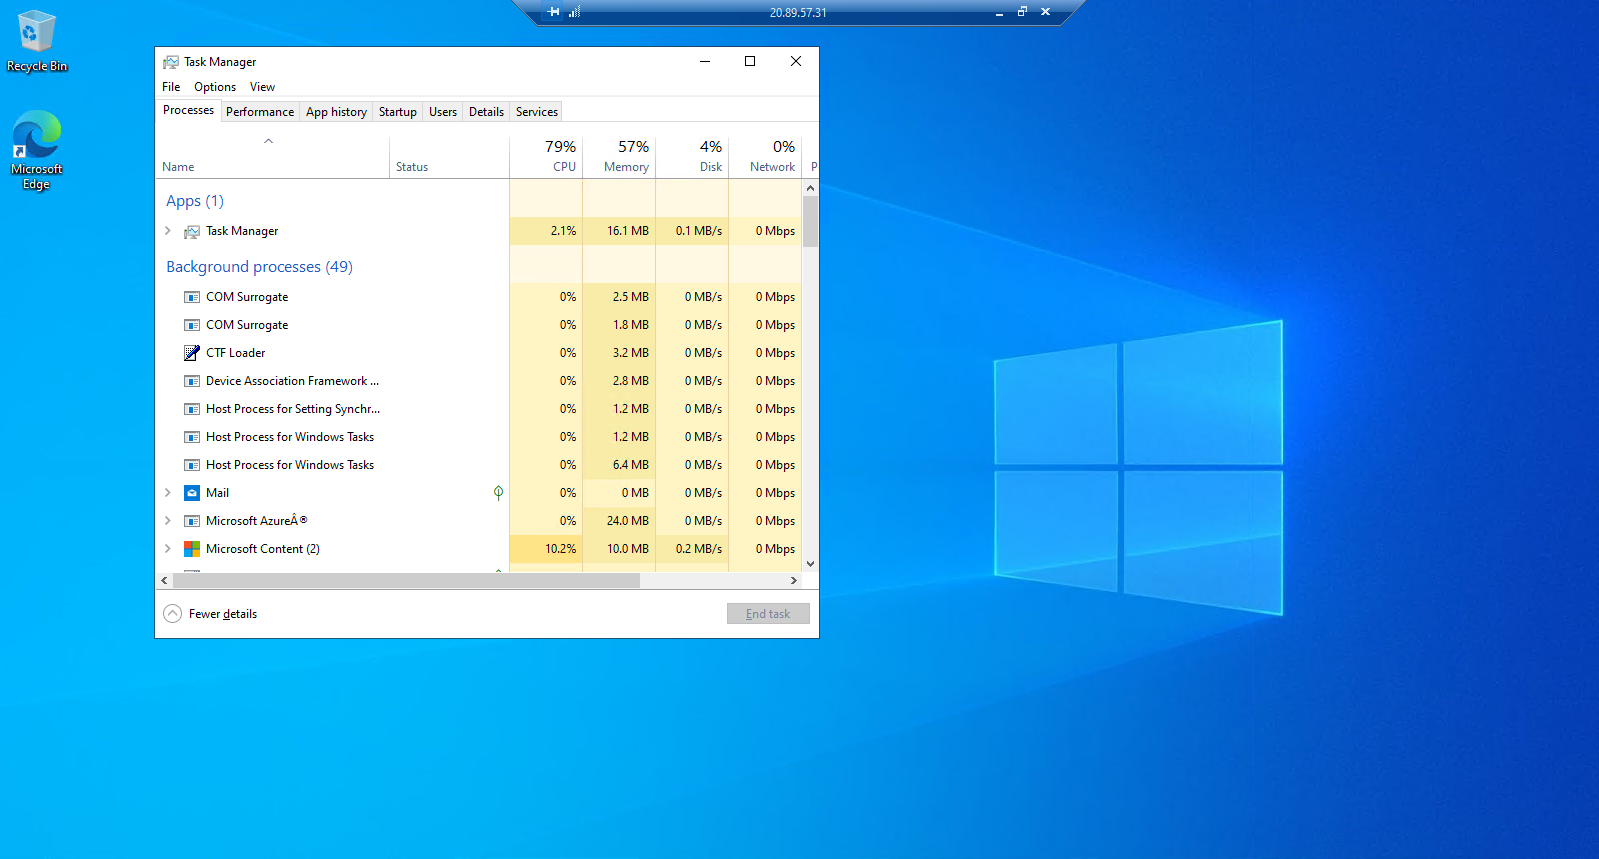 20.89.57.31
Recycle Bin
Microsoft
Edge
Task Manager
File Options View
Processes Performance App history Startup Users Details Services
79% 57% 4% 0%
Name Status CPU Memory Disk Network P
Apps (1)
Task Manager 2.1% 16.1 MB 0.1 MB/s 0 Mbps
Background processes (49)
COM Surrogate 0% 2.5 MB 0 MB/s 0 Mbps
COM Surrogate 0% 1.8 MB 0 MB/s 0 Mbps
CTF Loader 0% 3.2 MB 0 MB/s 0 Mbps
Device Association Framework ... 0% 2.8 MB 0 MB/s 0 Mbps
Host Process for Setting Synchr... 0% 1.2 MB 0 MB/s 0 Mbps
Host Process for Windows Tasks 0% 1.2 MB 0 MB/s 0 Mbps
Host Process for Windows Tasks 0% 6.4 MB 0 MB/s 0 Mbps
Mail 0% 0 MB 0 MB/s 0 Mbps
Microsoft AzureÂ® 0% 24.0 MB 0 MB/s 0 Mbps
Microsoft Content (2) 10.2% 10.0 MB 0.2 MB/s 0 Mbps
Fewer details End task